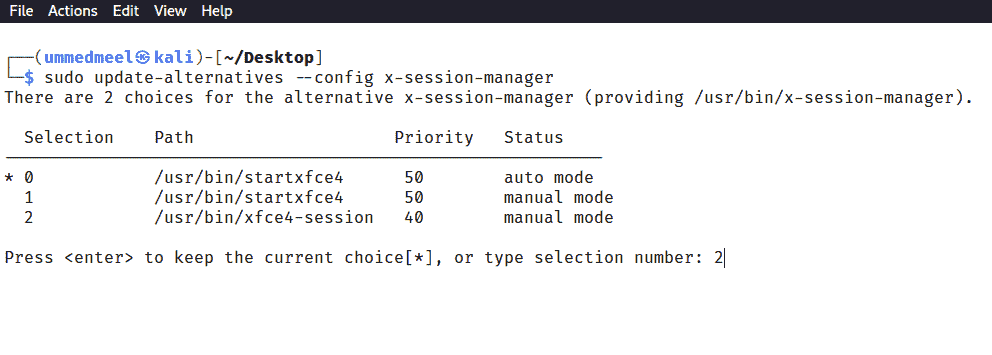 File Actions Edit View Help
┌──(ummedmeel㉿kali)-[~/Desktop]
└─$ sudo update-alternatives --config x-session-manager
There are 2 choices for the alternative x-session-manager (providing /usr/bin/x-session-manager).
Selection Path Priority Status
* 0 /usr/bin/startxfce4 50 auto mode
1 /usr/bin/startxfce4 50 manual mode
2 /usr/bin/xfce4-session 40 manual mode
Press <enter> to keep the current choice[*], or type selection number: 2